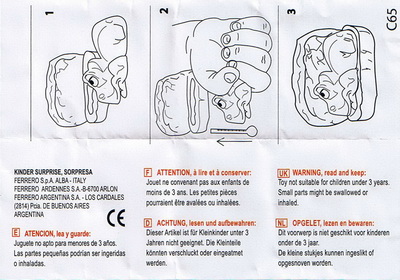 1
2
3
C65
KINDER SURPRISE, SORPRESA
FERRERO S.p.A. ALBA - ITALY
FERRERO ARDENNES S.A.-B-6700 ARLON
FERRERO ARGENTINA S.A. - LOS CARDALES
(2814) Pcia. DE BUENOS AIRES
ARGENTINA
CE
E ATENCION, lea y guarde:
Juguete no apto para menores de 3 años.
Las partes pequeñas podrían ser ingeridas
o inhaladas.
F ATTENTION, à lire et à conserver:
Jouet ne convenant pas aux enfants de
moins de 3 ans. Les petites pièces
pourraient être avalées ou inhalées.
D ACHTUNG, lesen und aufbewahren:
Dieser Artikel ist für Kleinkinder unter 3
Jahren nicht geeignet. Die Kleinteile
könnten verschluckt oder eingeatmet
werden.
UK WARNING, read and keep:
Toy not suitable for children under 3 years.
Small parts might be swallowed or
inhaled.
NL OPGELET, lezen en bewaren:
Dit voorwerp is niet geschikt voor kinderen
onder de 3 jaar.
De kleine stukjes kunnen ingeslikt of
opgesnoven worden.